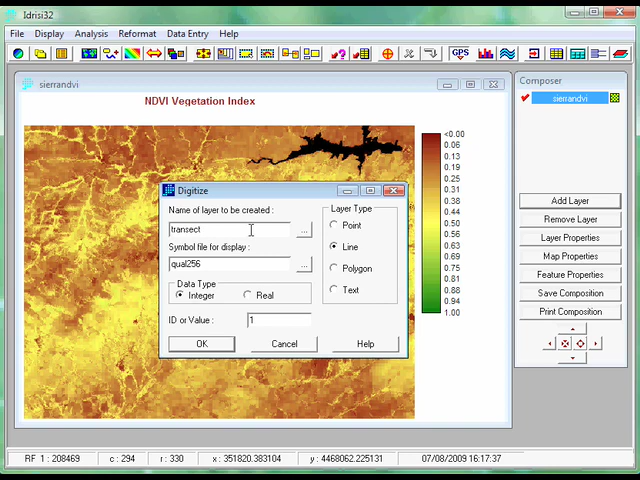 Idrisi32
File Display Analysis Reformat Data Entry Help
GPS
sierrandvi
NDVI Vegetation Index
<0.00
0.06
0.13
0.19
0.25
0.31
0.38
0.44
0.50
0.56
0.63
0.69
0.75
0.81
0.88
0.94
1.00
Digitize
Name of layer to be created :
transect
...
Symbol file for display :
qual256
...
Data Type
Integer Real
ID or Value : 1
Layer Type
Point
Line
Polygon
Text
OK Cancel Help
Composer
sierrandvi
Add Layer
Remove Layer
Layer Properties
Map Properties
Feature Properties
Save Composition
Print Composition
RF 1 : 208469 c : 294 r : 330 x : 351820.383104 y : 4468062.225131 07/08/2009 16:17:37